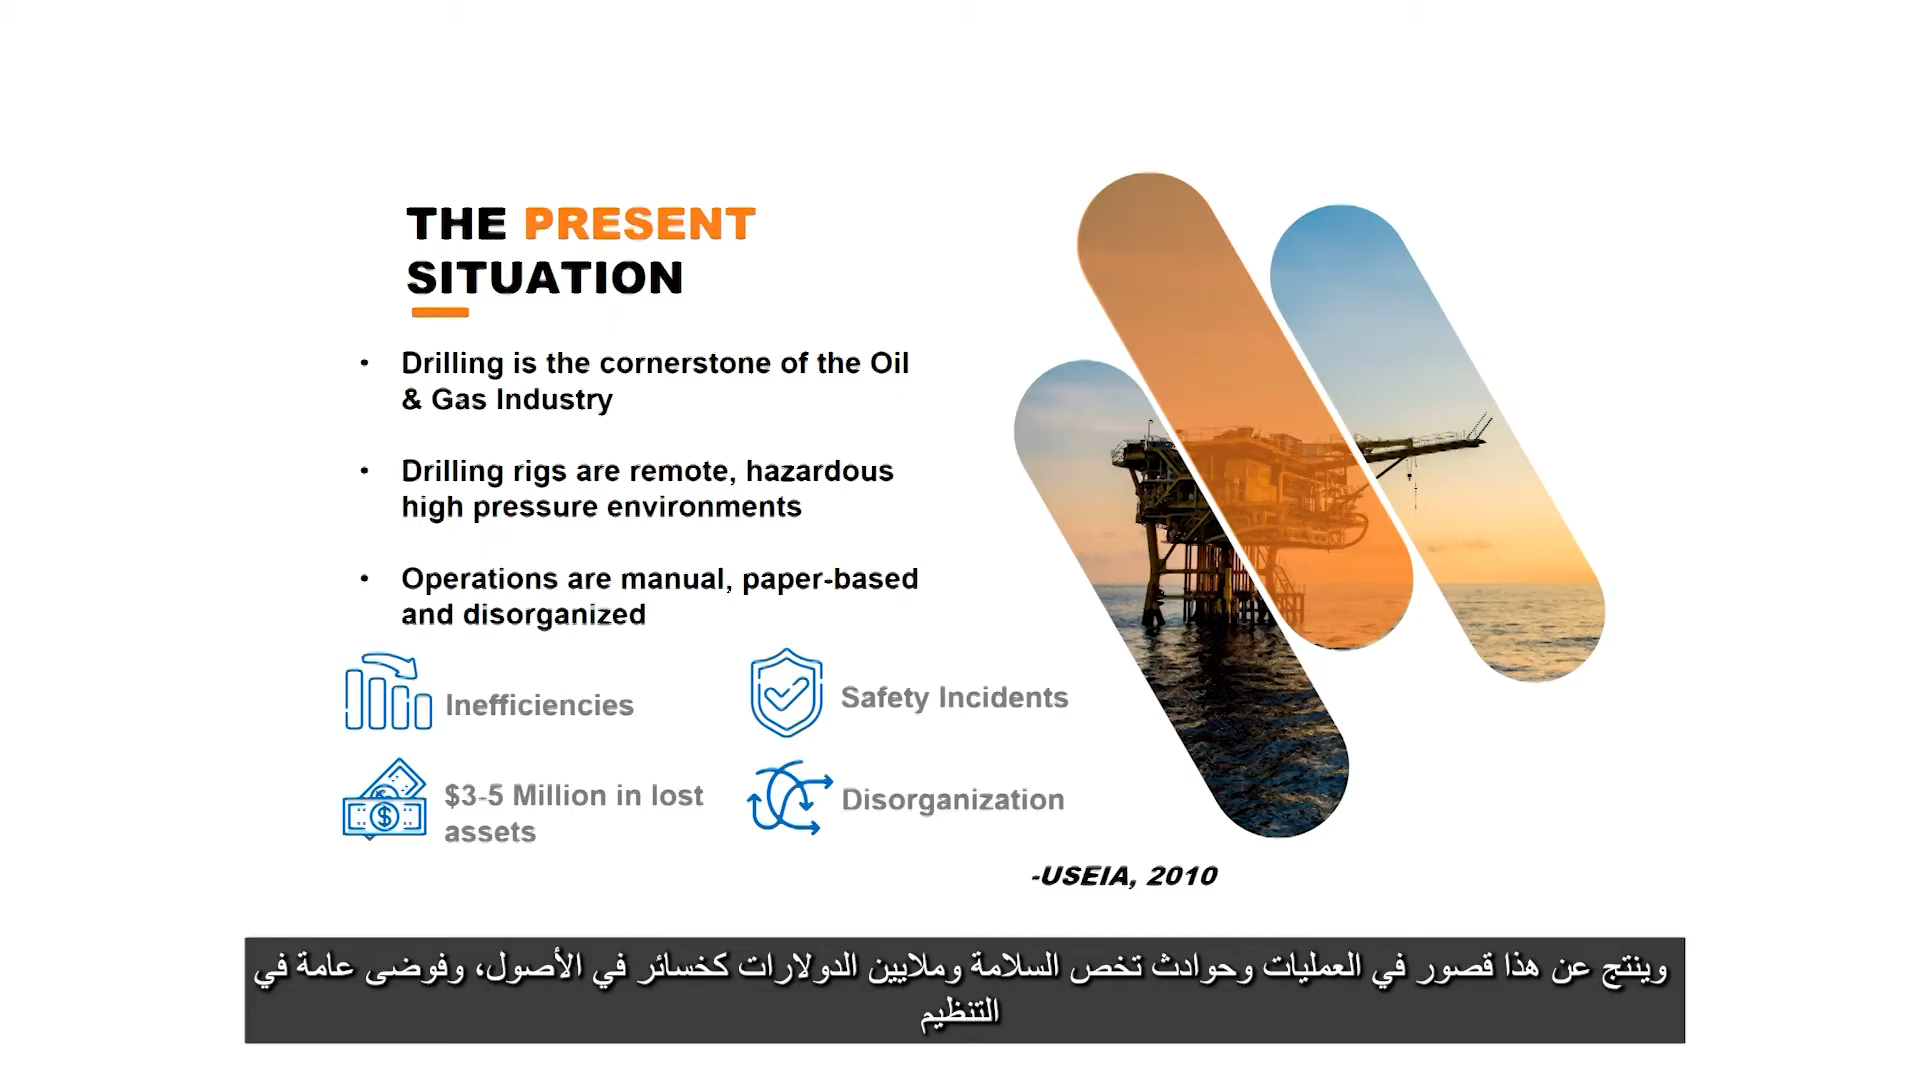 THE PRESENT
SITUATION
• Drilling is the cornerstone of the Oil
& Gas Industry
• Drilling rigs are remote, hazardous
high pressure environments
• Operations are manual, paper-based
and disorganized
Inefficiencies
Safety Incidents
$3-5 Million in lost
assets
Disorganization
-USEIA, 2010
وينتج عن هذا قصور في العمليات وحوادث تخص السلامة وملايين الدولارات كخسائر في الأصول، وفوضى عامة في
التنظيم